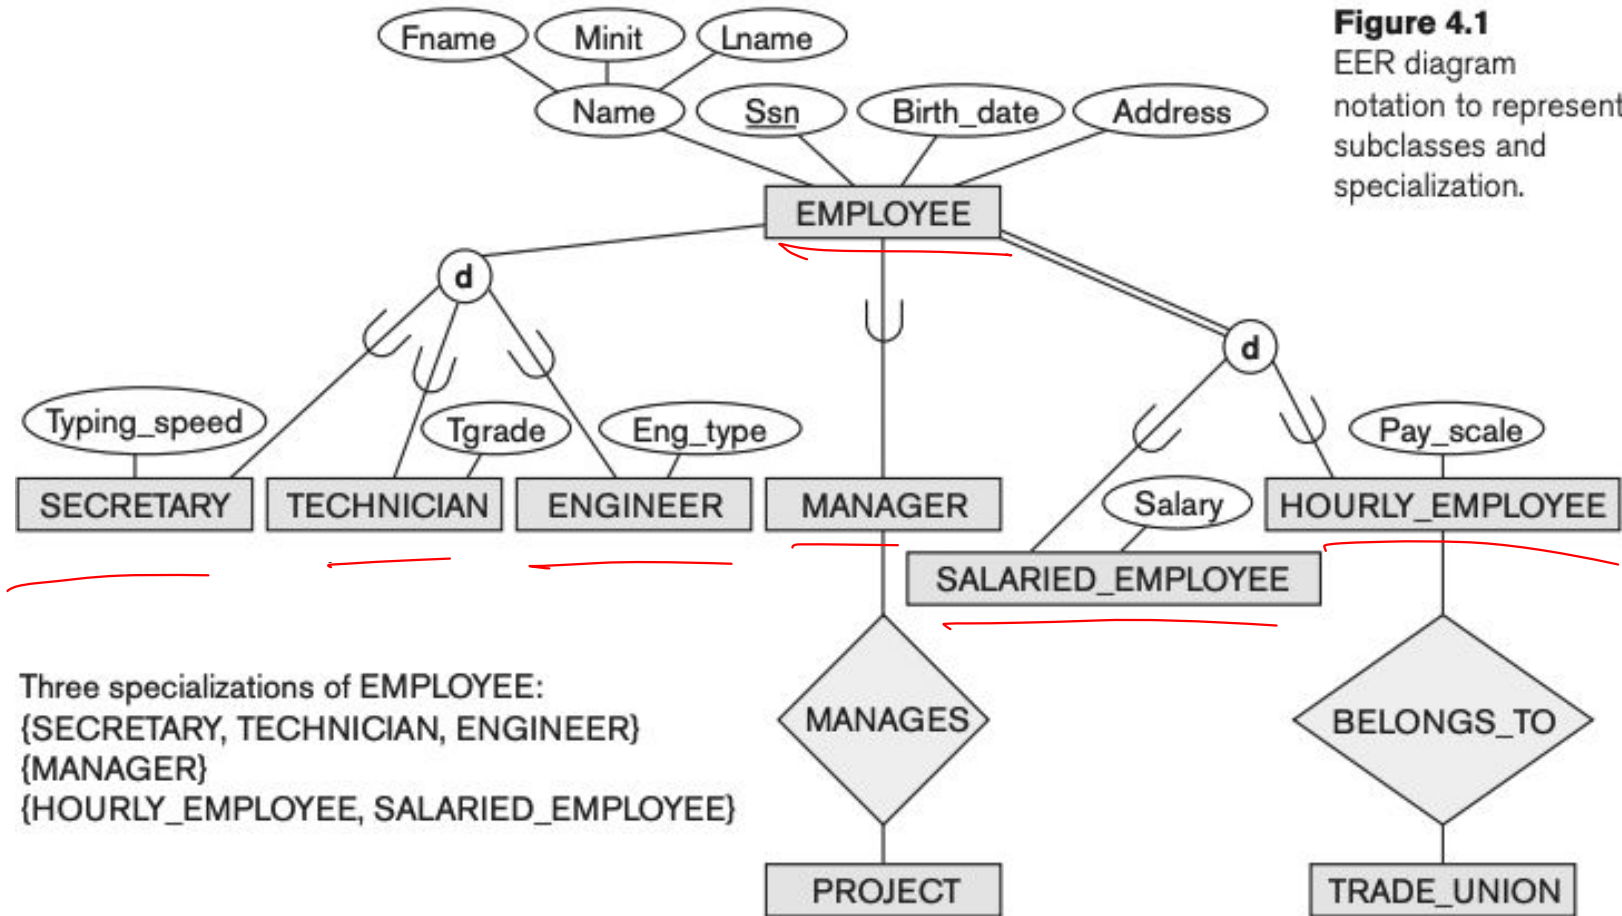 Figure 4.1
EER diagram
notation to represent
subclasses and
specialization.
Fname
Minit
Lname
Name
Ssn
Birth_date
Address
EMPLOYEE
d
d
Typing_speed
Tgrade
Eng_type
Pay_scale
SECRETARY
TECHNICIAN
ENGINEER
MANAGER
Salary
HOURLY_EMPLOYEE
SALARIED_EMPLOYEE
Three specializations of EMPLOYEE:
{SECRETARY, TECHNICIAN, ENGINEER}
{MANAGER}
{HOURLY_EMPLOYEE, SALARIED_EMPLOYEE}
MANAGES
BELONGS_TO
PROJECT
TRADE_UNION